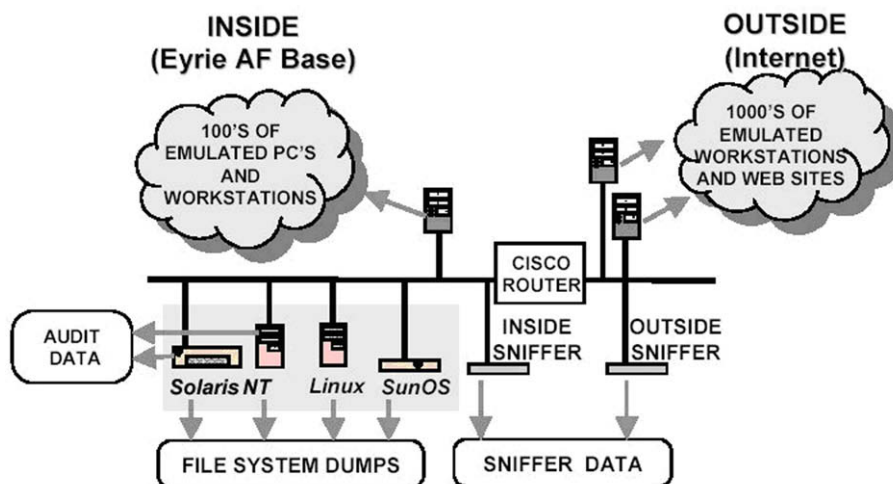 INSIDE
(Eyrie AF Base)
OUTSIDE
(Internet)
100'S OF
EMULATED PC'S
AND
WORKSTATIONS
1000'S OF
EMULATED
WORKSTATIONS
AND WEB SITES
CISCO
ROUTER
AUDIT
DATA
INSIDE
SNIFFER
OUTSIDE
SNIFFER
Solaris NT Linux SunOS
FILE SYSTEM DUMPS
SNIFFER DATA